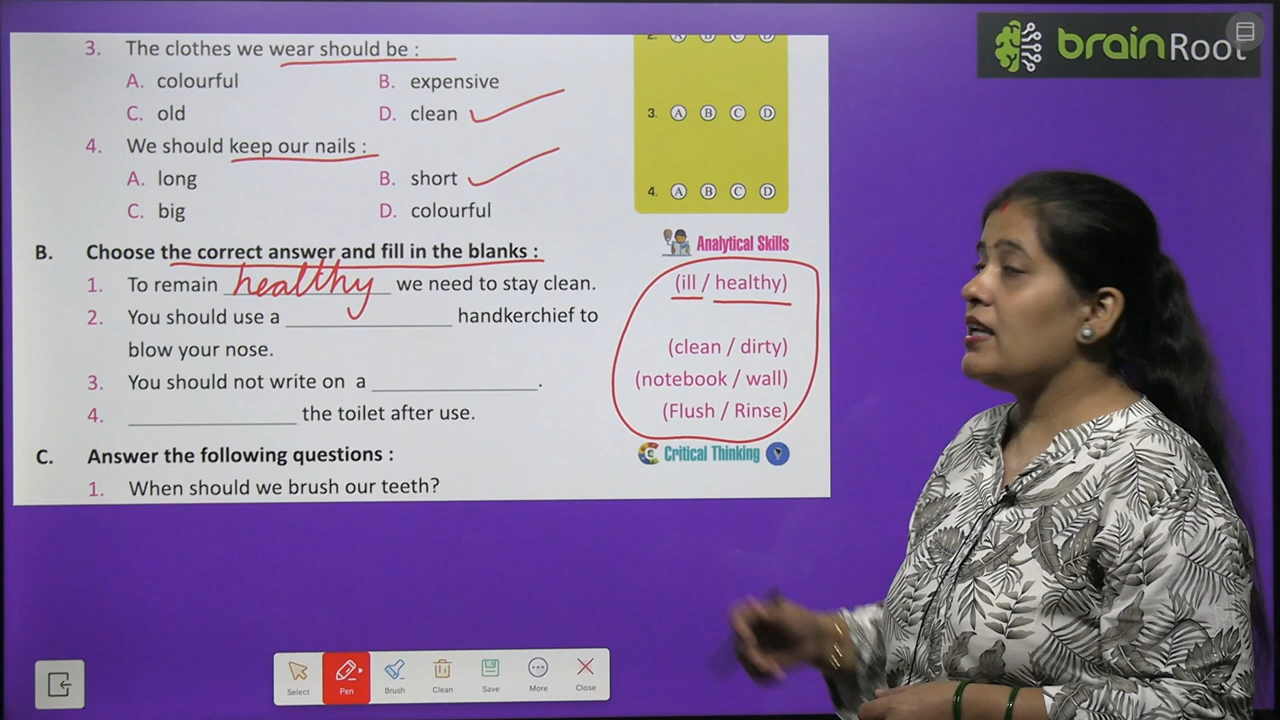 brainRoot
3. The clothes we wear should be :
A. colourful B. expensive
C. old D. clean
4. We should keep our nails :
A. long B. short
C. big D. colourful
2. A B C D
3. A B C D
4. A B C D
Analytical Skills
B. Choose the correct answer and fill in the blanks :
1. To remain healthy we need to stay clean. (ill / healthy)
2. You should use a ____________ handkerchief to
blow your nose. (clean / dirty)
3. You should not write on a ____________. (notebook / wall)
4. ____________ the toilet after use. (Flush / Rinse)
Critical Thinking
C. Answer the following questions :
1. When should we brush our teeth?
Select Pen Brush Clean Save More Close